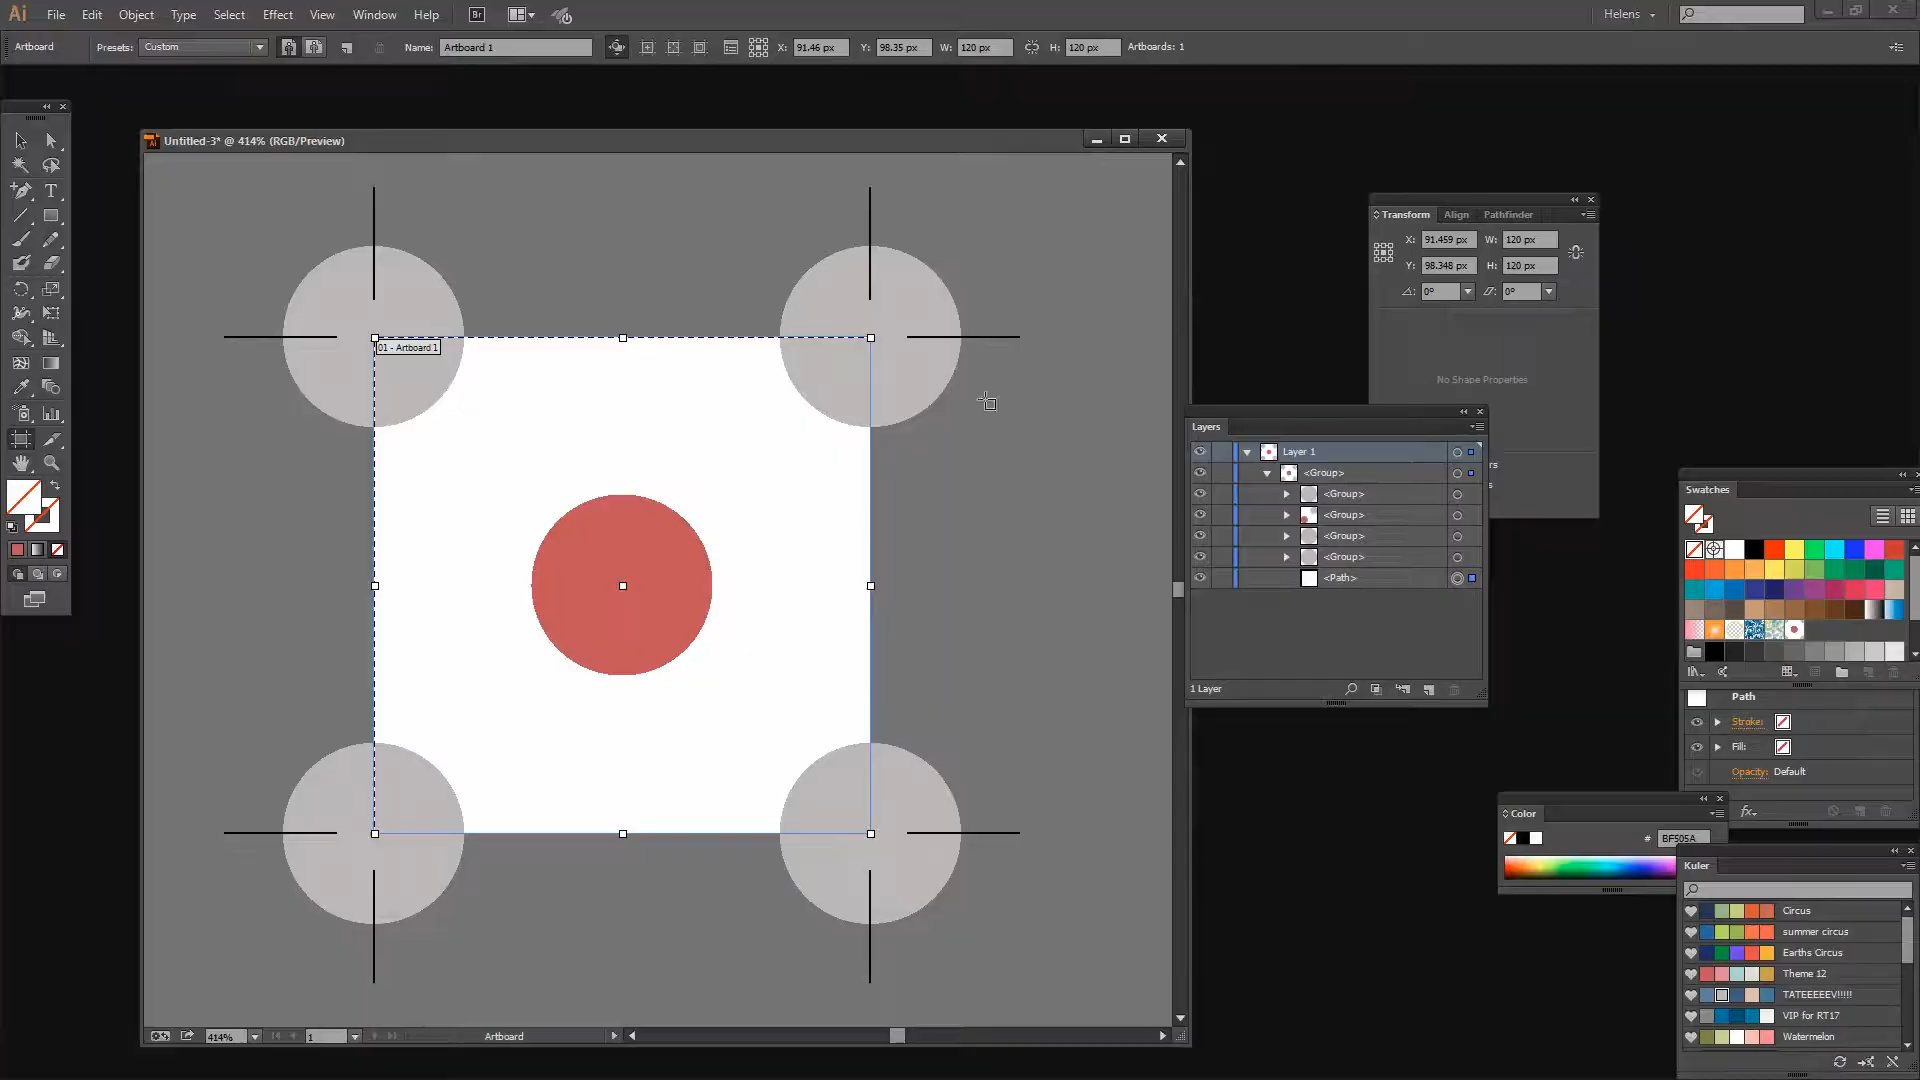 Ai File Edit Object Type Select Effect View Window Help Br Helens
Artboard Presets: Custom Name: Artboard 1 X: 91.46 px Y: 98.35 px W: 120 px H: 120 px Artboards: 1
Untitled-3* @ 414% (RGB/Preview)
01 - Artboard 1
414% 1 Artboard
Transform Align Pathfinder
X: 91.459 px W: 120 px
Y: 98.348 px H: 120 px
0° 0°
No Shape Properties
Layers
Layer 1
<Group>
<Group>
<Group>
<Group>
<Group>
<Path>
1 Layer
Swatches
Path
Stroke:
Fill:
Opacity: Default
fx
Color
# BF505A
Kuler
Circus
summer circus
Earths Circus
Theme 12
TATEEEEEV!!!!!
VIP for RT17
Watermelon